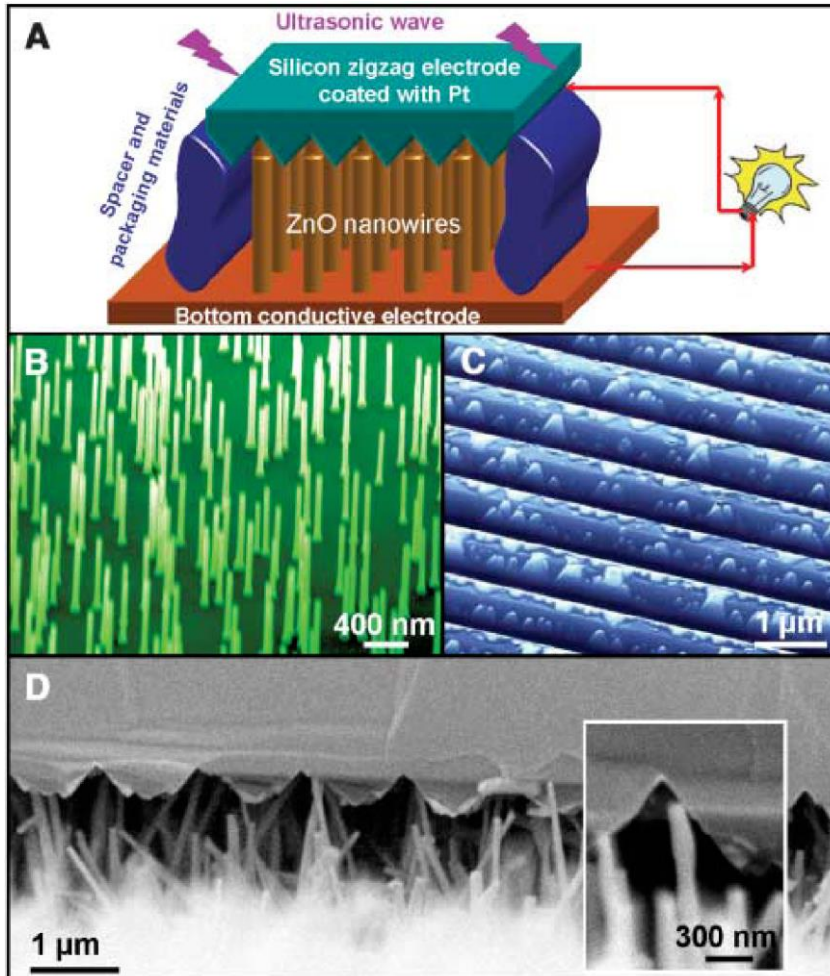 A
Ultrasonic wave
Silicon zigzag electrode
coated with Pt
Spacer and
packaging materials
ZnO nanowires
Bottom conductive electrode
B
400 nm
C
1 μm
D
1 μm
300 nm